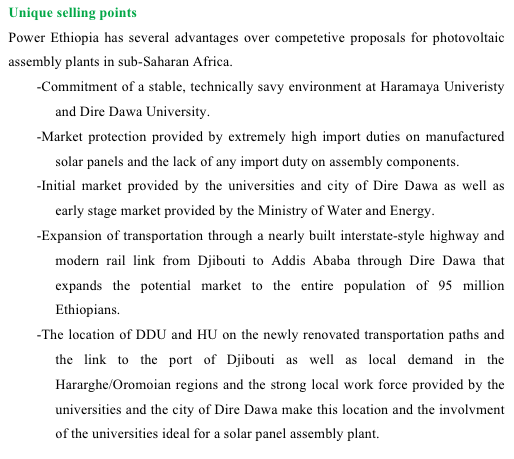 Unique selling points
Power Ethiopia has several advantages over competetive proposals for photovoltaic
assembly plants in sub-Saharan Africa.
-Commitment of a stable, technically savy environment at Haramaya Univeristy
and Dire Dawa University.
-Market protection provided by extremely high import duties on manufactured
solar panels and the lack of any import duty on assembly components.
-Initial market provided by the universities and city of Dire Dawa as well as
early stage market provided by the Ministry of Water and Energy.
-Expansion of transportation through a nearly built interstate-style highway and
modern rail link from Djibouti to Addis Ababa through Dire Dawa that
expands the potential market to the entire population of 95 million
Ethiopians.
-The location of DDU and HU on the newly renovated transportation paths and
the link to the port of Djibouti as well as local demand in the
Hararghe/Oromoian regions and the strong local work force provided by the
universities and the city of Dire Dawa make this location and the involvment
of the universities ideal for a solar panel assembly plant.